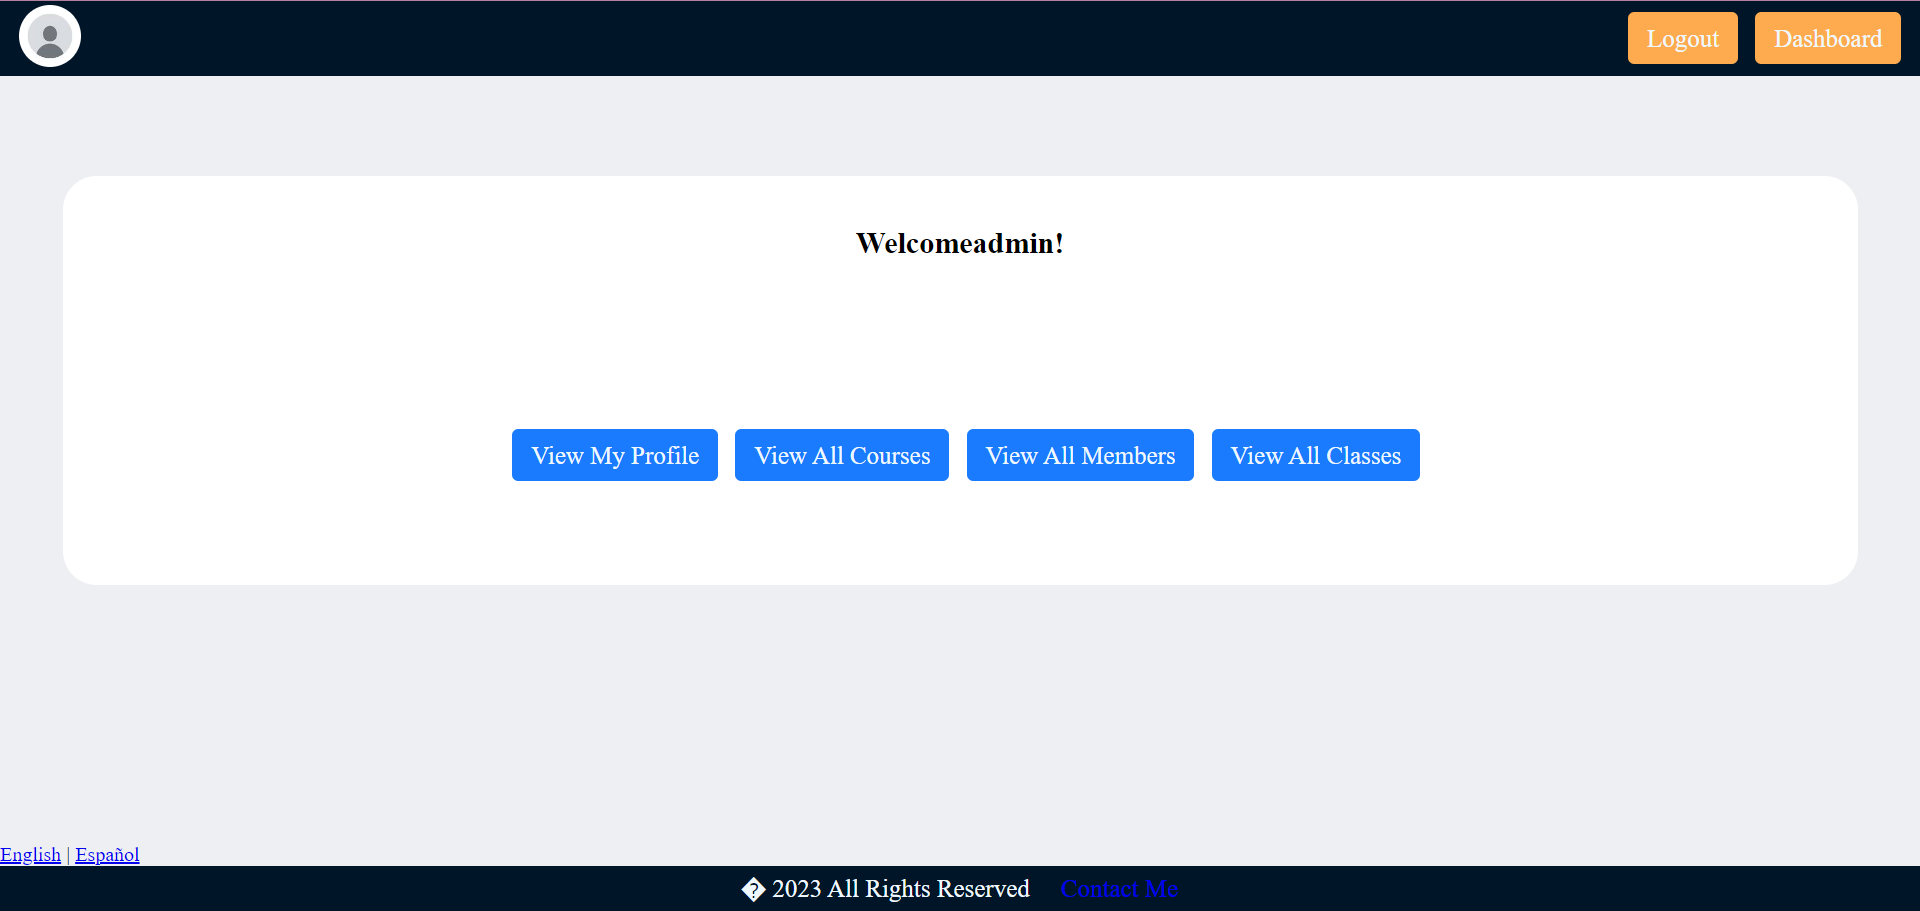 Logout Dashboard
Welcomeadmin!
View My Profile View All Courses View All Members View All Classes
English | Español
� 2023 All Rights Reserved Contact Me